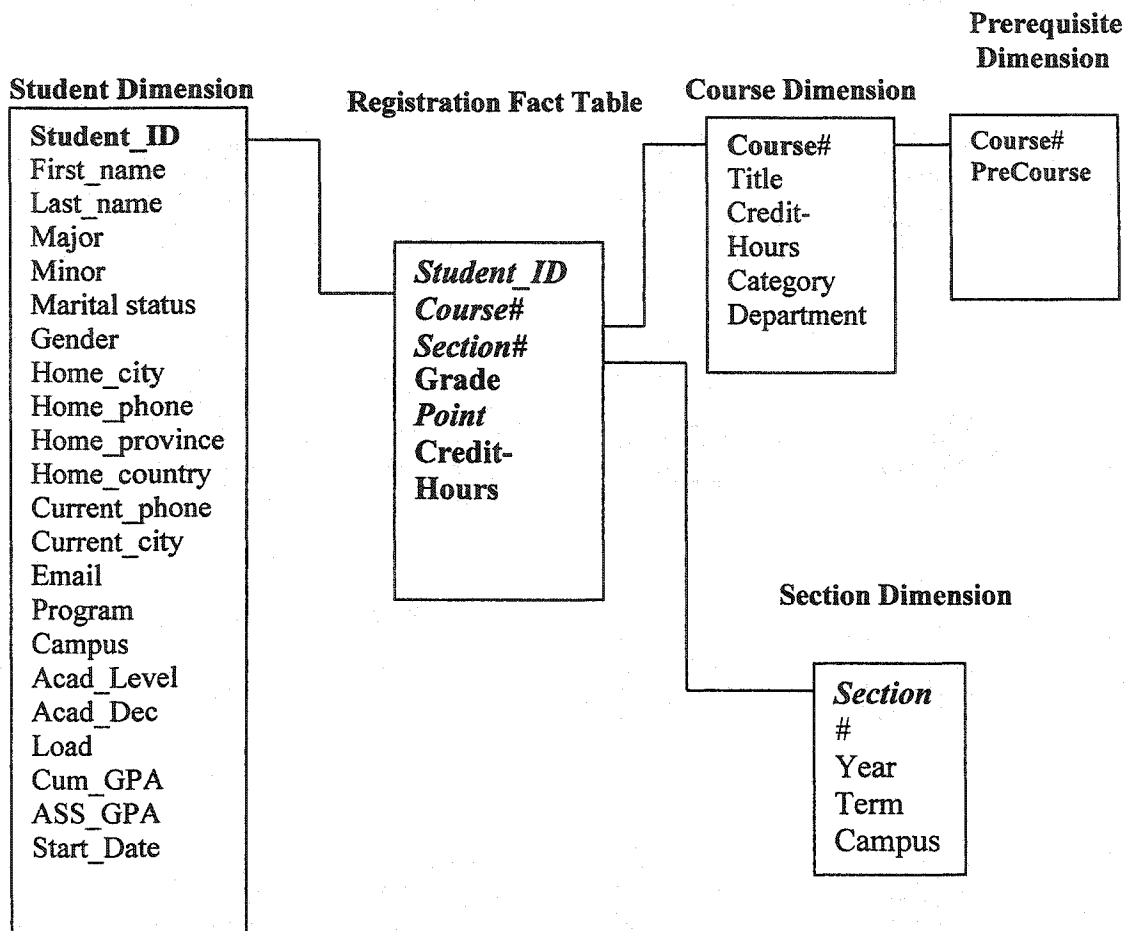 Student Dimension
Student_ID
First_name
Last_name
Major
Minor
Marital status
Gender
Home_city
Home_phone
Home_province
Home_country
Current_phone
Current_city
Email
Program
Campus
Acad_Level
Acad_Dec
Load
Cum_GPA
ASS_GPA
Start_Date
Registration Fact Table
Student_ID
Course#
Section#
Grade
Point
Credit-
Hours
Course Dimension
Course#
Title
Credit-
Hours
Category
Department
Prerequisite
Dimension
Course#
PreCourse
Section Dimension
Section
#
Year
Term
Campus